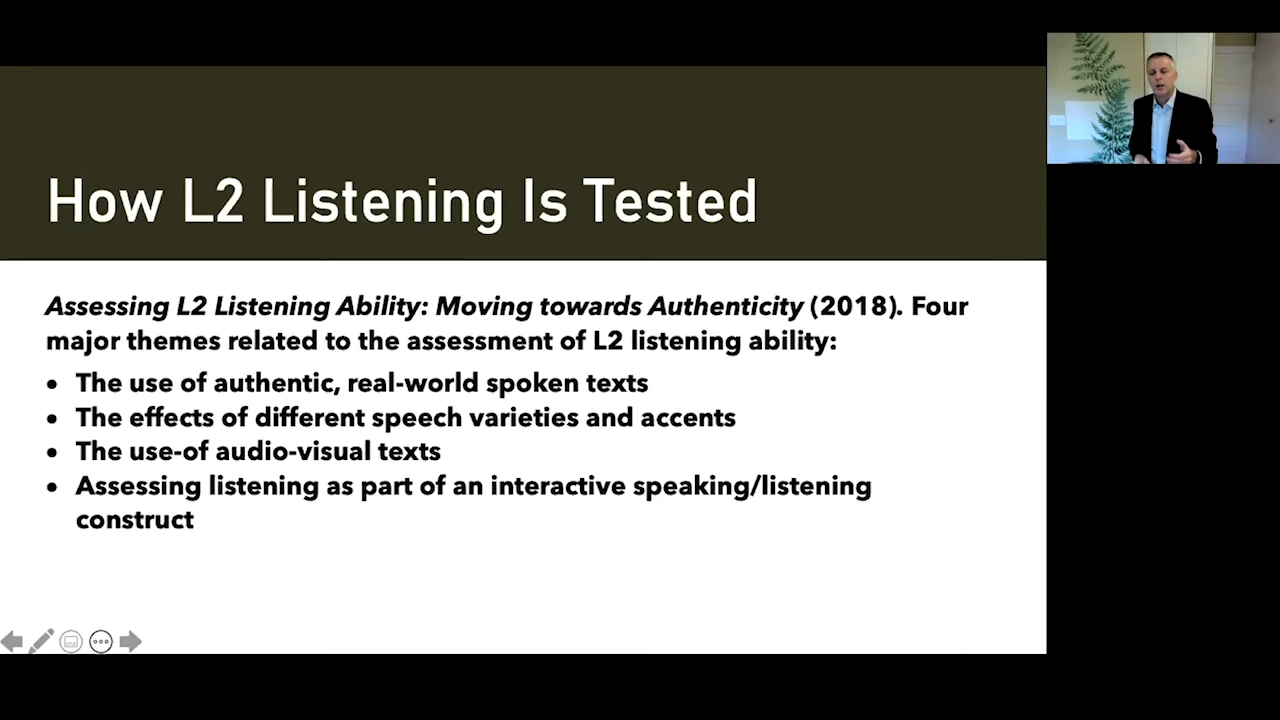 How L2 Listening Is Tested
Assessing L2 Listening Ability: Moving towards Authenticity (2018). Four
major themes related to the assessment of L2 listening ability:
• The use of authentic, real-world spoken texts
• The effects of different speech varieties and accents
• The use-of audio-visual texts
• Assessing listening as part of an interactive speaking/listening
construct